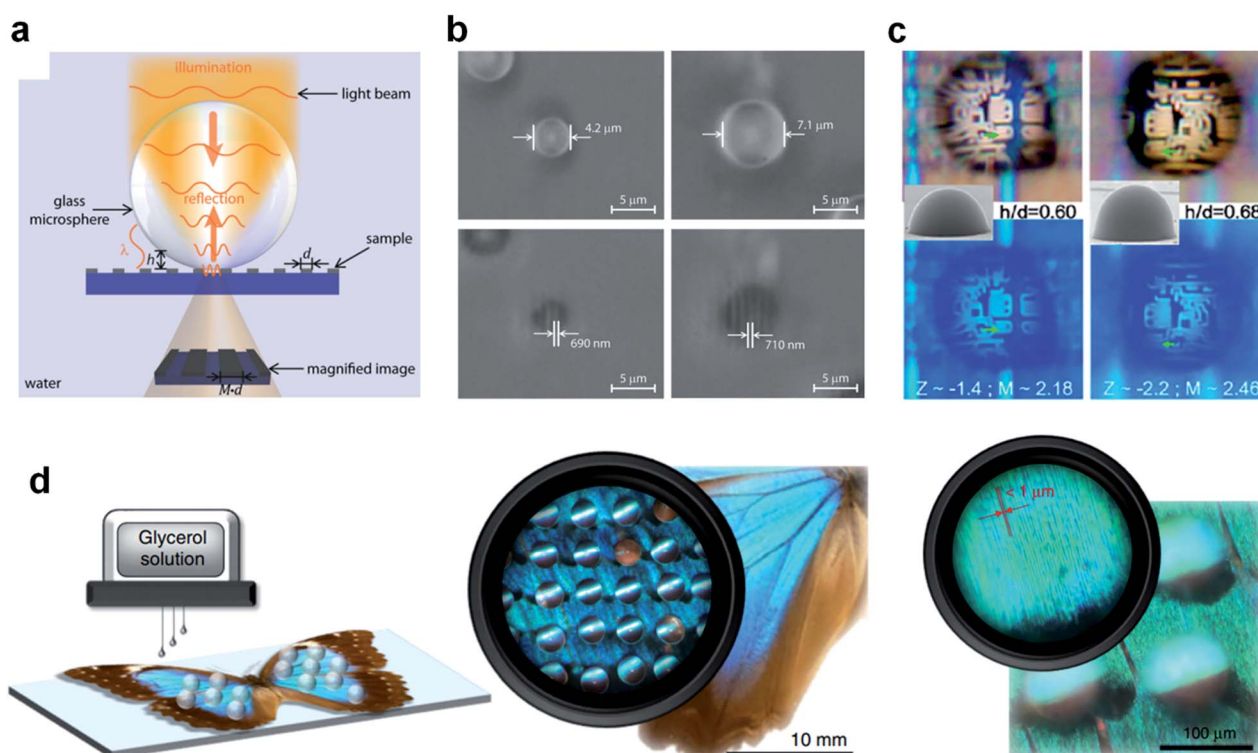 a
illumination
light beam
glass
microsphere
reflection
λ
h
d
sample
magnified image
M·d
water
b
4.2 µm
7.1 µm
5 µm
5 µm
690 nm
710 nm
5 µm
5 µm
c
h/d=0.60
h/d=0.68
Z ~ -1.4 ; M ~ 2.18
Z ~ -2.2 ; M ~ 2.46
d
Glycerol
solution
10 mm
< 1 µm
100 µm